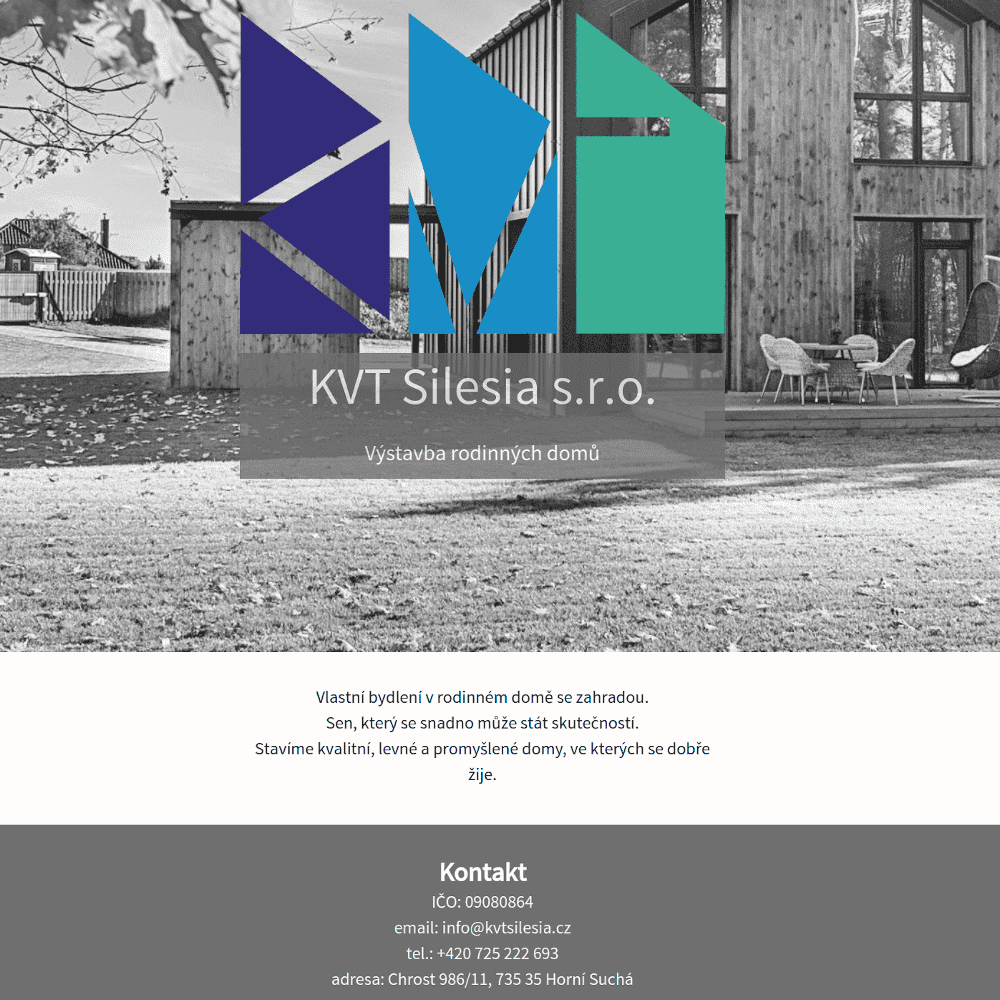 KVT Silesia s.r.o.
Výstavba rodinných domů
Vlastní bydlení v rodinném domě se zahradou.
Sen, který se snadno může stát skutečností.
Stavíme kvalitní, levné a promyšlené domy, ve kterých se dobře
žije.
Kontakt
IČO: 09080864
email: info@kvtsilesia.cz
tel.: +420 725 222 693
adresa: Chrost 986/11, 735 35 Horní Suchá